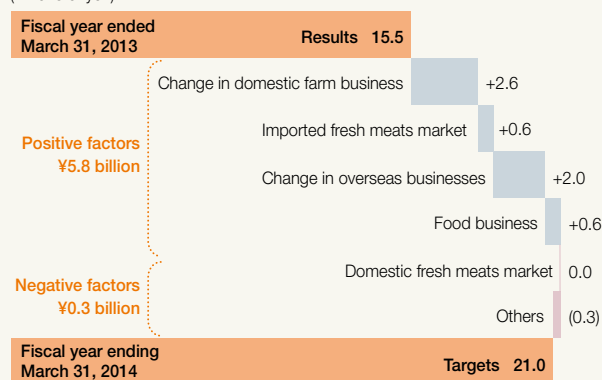 Fiscal year ended
March 31, 2013
Results 15.5
Change in domestic farm business +2.6
Imported fresh meats market +0.6
Positive factors
¥5.8 billion
Change in overseas businesses +2.0
Food business +0.6
Domestic fresh meats market 0.0
Negative factors
¥0.3 billion
Others (0.3)
Fiscal year ending
March 31, 2014
Targets 21.0